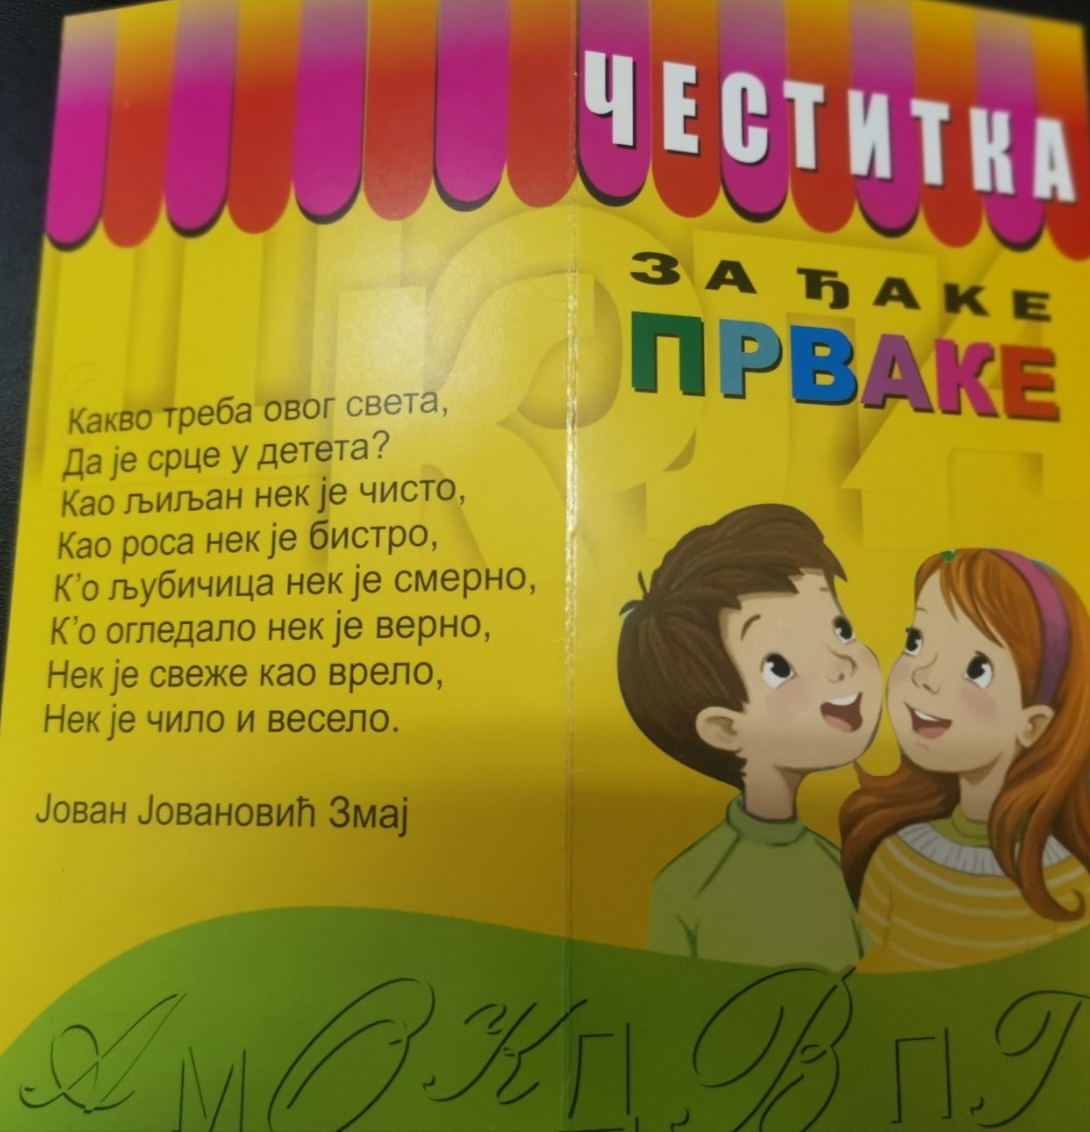 Какво треба овог света,
Да је срце у детета?
Као љиљан нек је чисто,
Као роса нек је бистро,
К’о љубичица нек је смерно,
К’о огледало нек је верно,
Нек је свеже као врело,
Нек је чило и весело.
Јован Јовановић Змај
ЧЕСТИТКА
ЗА ЂАКЕ
ПРВАКЕ